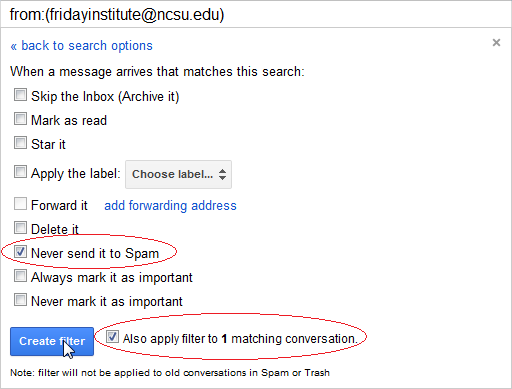 from:(fridayinstitute@ncsu.edu)
« back to search options
×
When a message arrives that matches this search:
Skip the Inbox (Archive it)
Mark as read
Star it
Apply the label: Choose label...
Forward it add forwarding address
Delete it
Never send it to Spam
Always mark it as important
Never mark it as important
Create filter Also apply filter to 1 matching conversation.
Note: filter will not be applied to old conversations in Spam or Trash